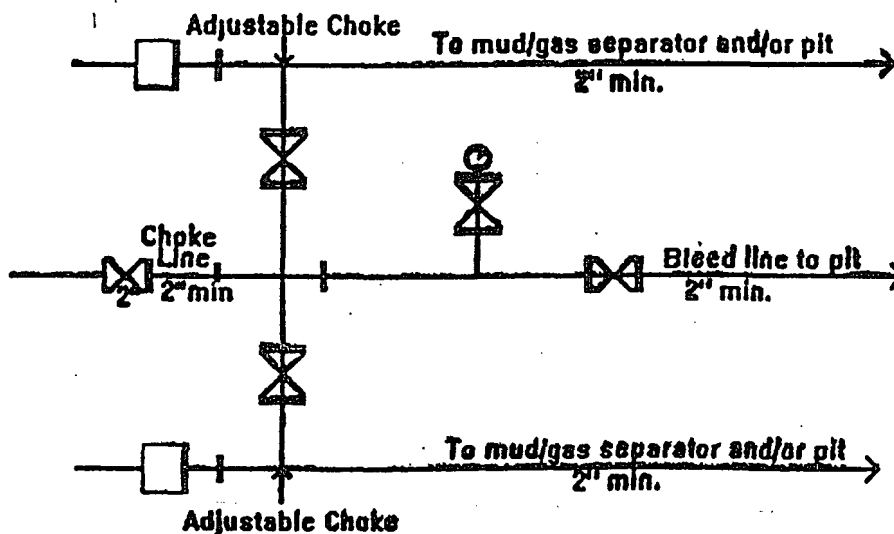 Adjustable Choke
To mud/gas separator and/or pit
2" min.
Choke
Line
2"
2" min
Bleed line to pit
2" min.
To mud/gas separator and/or pit
2" min.
Adjustable Choke